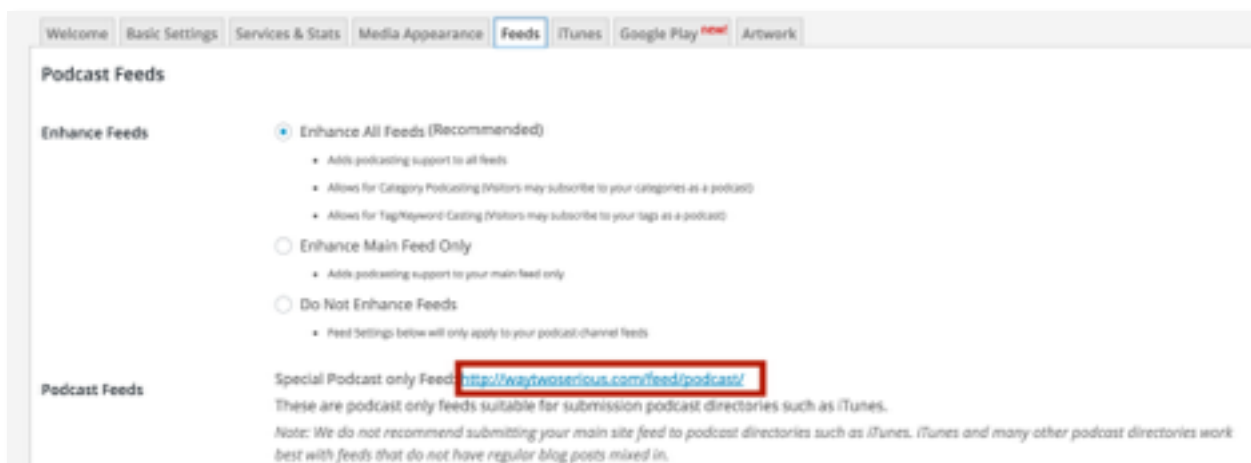 Welcome Basic Settings Services & Stats Media Appearance Feeds iTunes Google Play new! Artwork
Podcast Feeds
Enhance Feeds
Enhance All Feeds (Recommended)
Adds podcasting support to all feeds
Allows for Category Podcasting (Visitors may subscribe to your categories as a podcast)
Allows for Tag/Keyword Casting (Visitors may subscribe to your tags as a podcast)
Enhance Main Feed Only
Adds podcasting support to your main feed only
Do Not Enhance Feeds
Feed Settings below will only apply to your podcast channel feeds
Podcast Feeds
Special Podcast only Feed: http://waytwoserious.com/feed/podcast/
These are podcast only feeds suitable for submission podcast directories such as iTunes.
Note: We do not recommend submitting your main site feed to podcast directories such as iTunes. iTunes and many other podcast directories work
best with feeds that do not have regular blog posts mixed in.